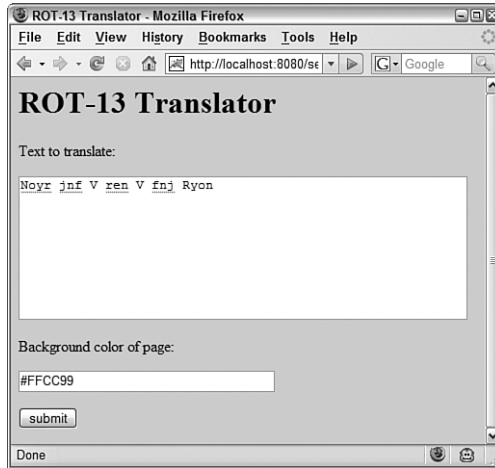 ROT-13 Translator - Mozilla Firefox
File Edit View History Bookmarks Tools Help
http://localhost:8080/se G Google
ROT-13 Translator
Text to translate:
Noyr jnf V ren V fnj Ryon
Background color of page:
#FFCC99
submit
Done